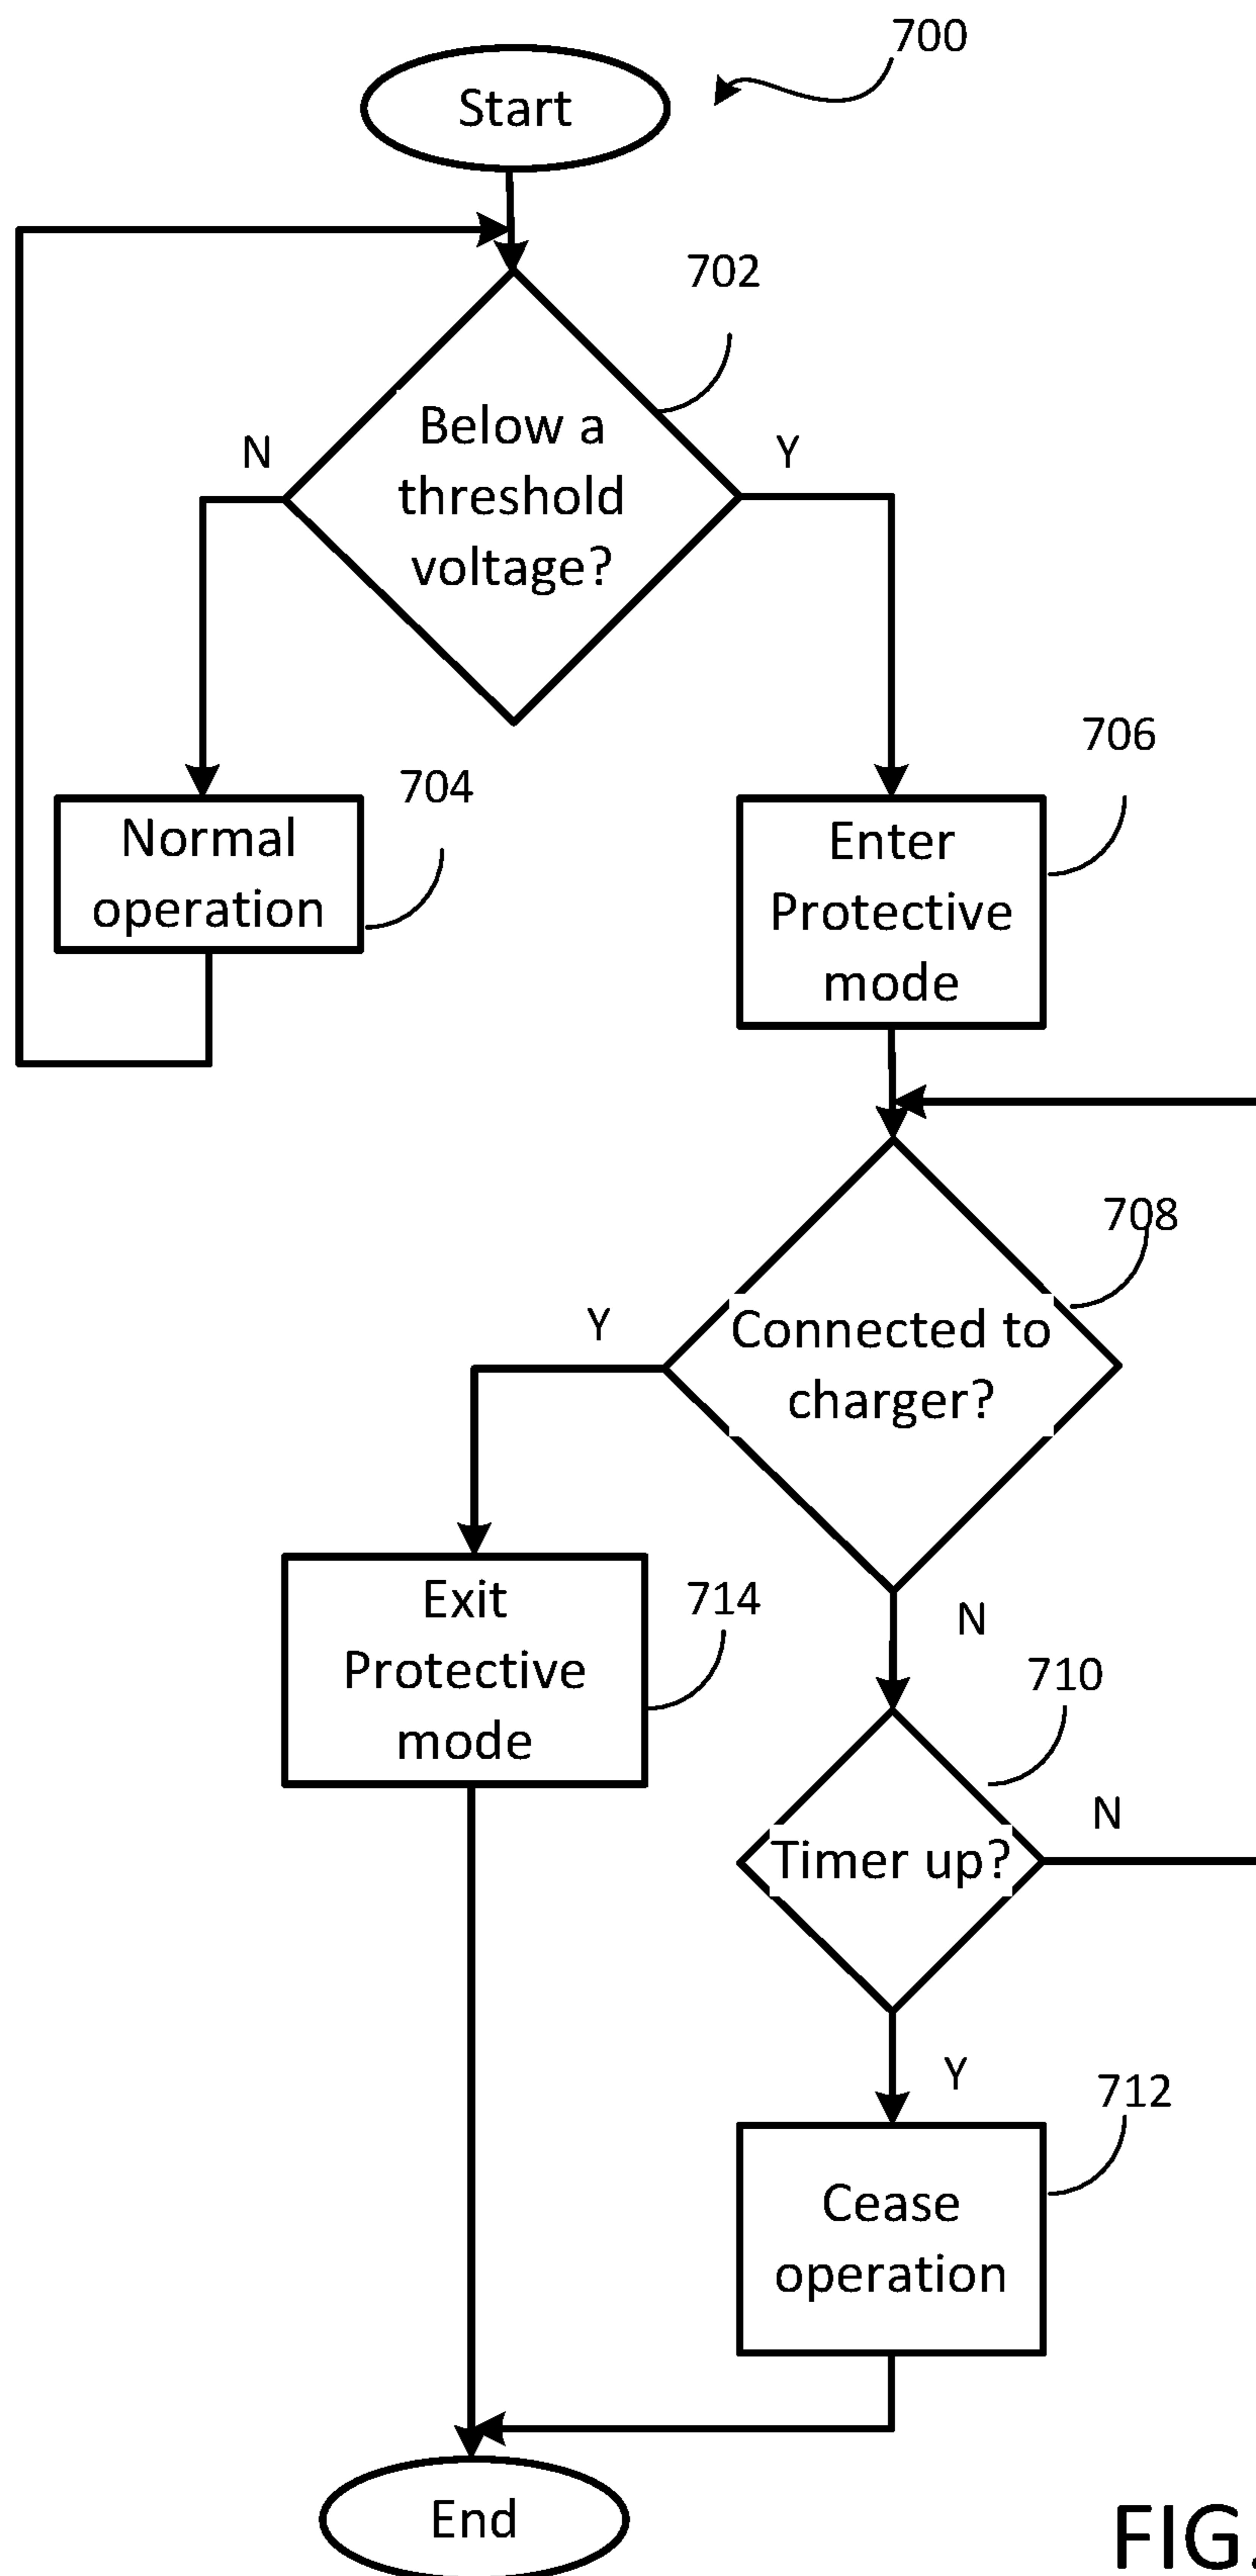 700
Start
702
Below a
threshold
voltage?
N
Y
706
704
Normal
operation
Enter
Protective
mode
708
Connected to
charger?
Y
Exit
Protective
mode
714
N
710
Timer up?
N
Y
712
Cease
operation
End
FIG.